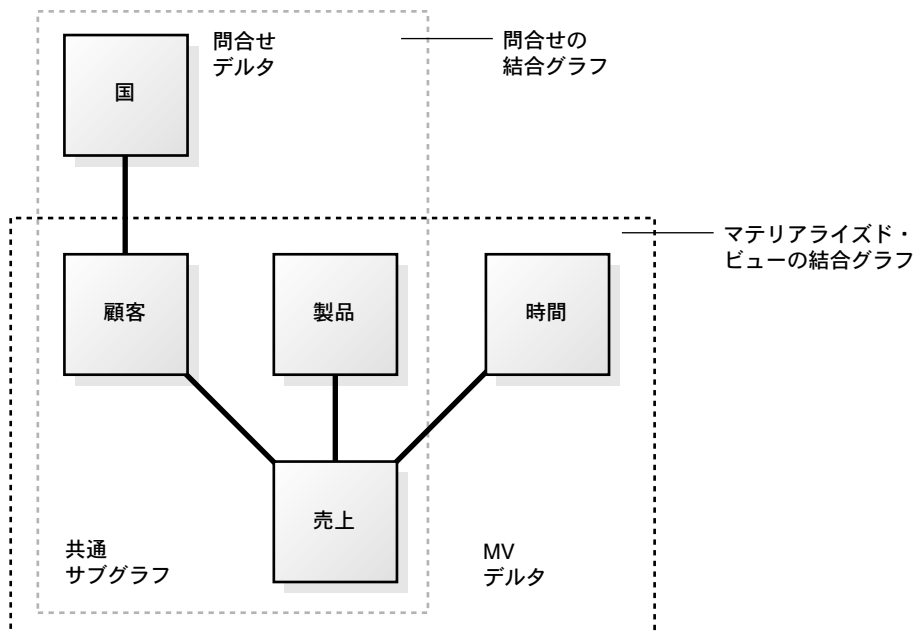 問合せ
デルタ
問合せの
結合グラフ
国
マテリアライズド・
ビューの結合グラフ
顧客
製品
時間
売上
共通
サブグラフ
MV
デルタ